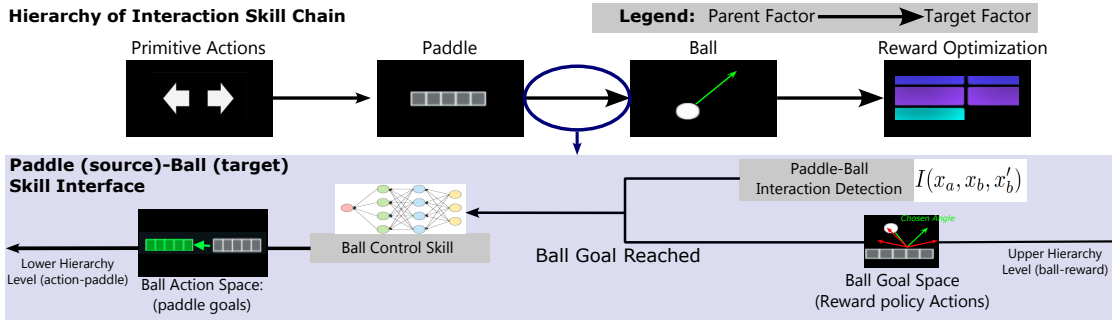 Hierarchy of Interaction Skill Chain
Legend: Parent Factor Target Factor
Primitive Actions
Paddle
Ball
Reward Optimization
Paddle (source)-Ball (target)
Skill Interface
Paddle-Ball
Interaction Detection
I(x_a, x_b, x'_b)
Chosen Angle
Ball Control Skill
Ball Goal Reached
Lower Hierarchy
Level (action-paddle)
Ball Action Space:
(paddle goals)
Ball Goal Space
(Reward policy Actions)
Upper Hierarchy
Level (ball-reward)